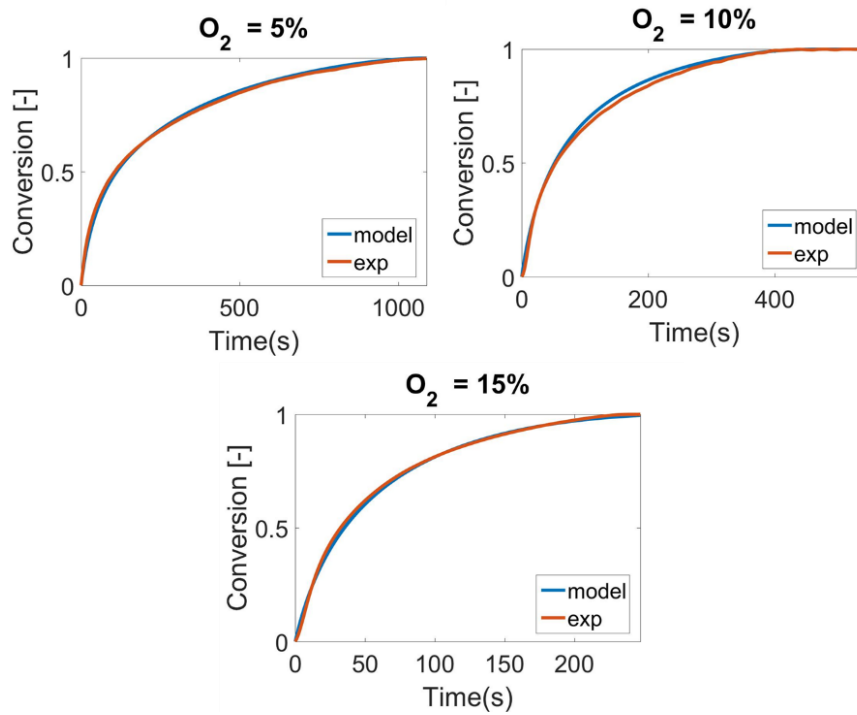 O2 = 5%
1
0.5
0
Conversion [-]
model
exp
0 500 1000
Time(s)
O2 = 10%
1
0.5
0
Conversion [-]
model
exp
0 200 400
Time(s)
O2 = 15%
1
0.5
0
Conversion [-]
model
exp
0 50 100 150 200
Time(s)